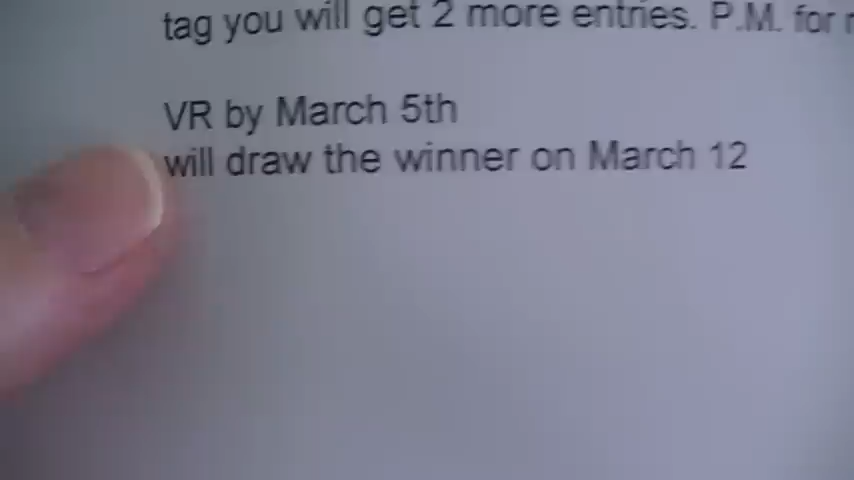 tag you will get 2 more entries. P.M. for
VR by March 5th
will draw the winner on March 12